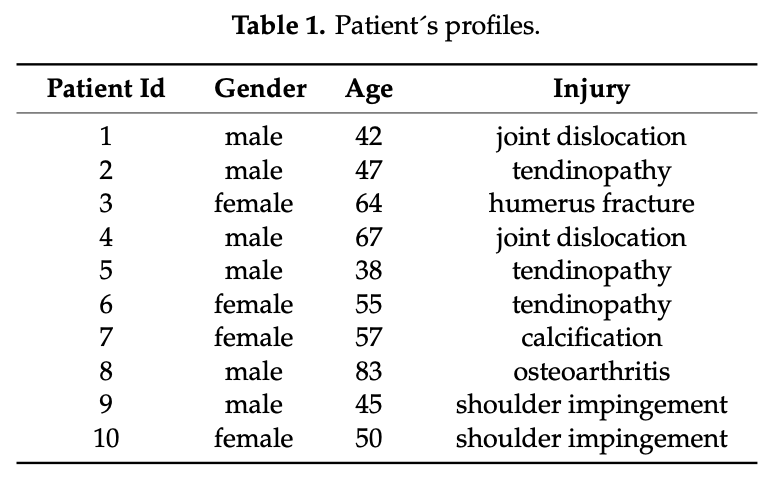 Table 1. Patient´s profiles.
Patient Id Gender Age Injury
1 male 42 joint dislocation
2 male 47 tendinopathy
3 female 64 humerus fracture
4 male 67 joint dislocation
5 male 38 tendinopathy
6 female 55 tendinopathy
7 female 57 calcification
8 male 83 osteoarthritis
9 male 45 shoulder impingement
10 female 50 shoulder impingement